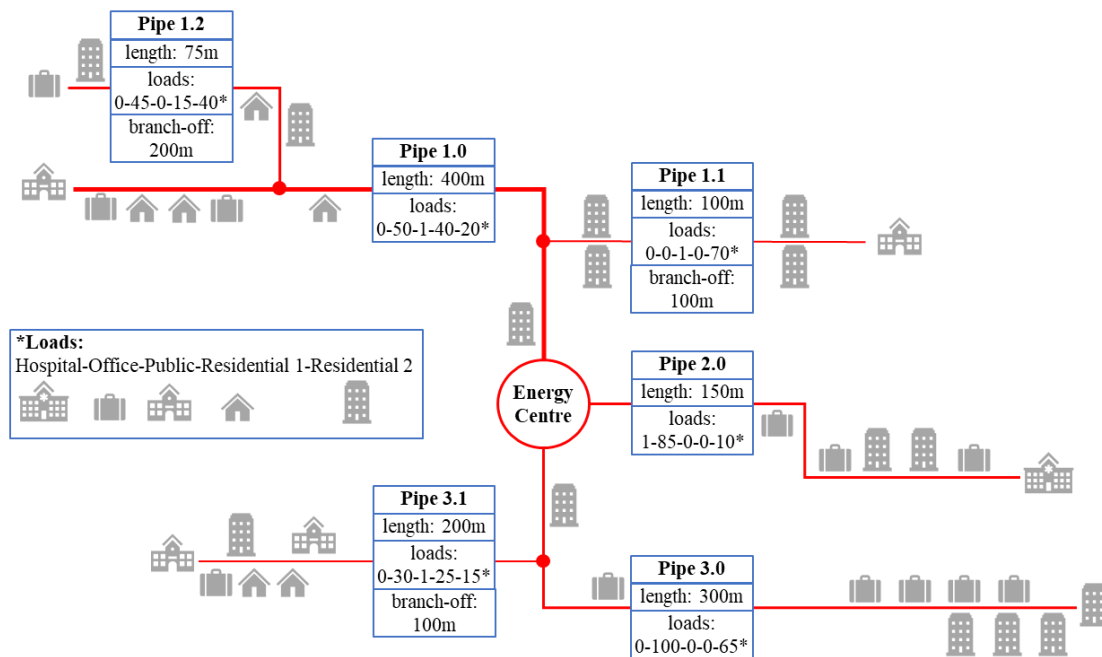 Pipe 1.2
length: 75m
loads:
0-45-0-15-40*
branch-off:
200m
Pipe 1.0
length: 400m
loads:
0-50-1-40-20*
Pipe 1.1
length: 100m
loads:
0-0-1-0-70*
branch-off:
100m
*Loads:
Hospital-Office-Public-Residential 1-Residential 2
Energy
Centre
Pipe 2.0
length: 150m
loads:
1-85-0-0-10*
Pipe 3.1
length: 200m
loads:
0-30-1-25-15*
branch-off:
100m
Pipe 3.0
length: 300m
loads:
0-100-0-0-65*